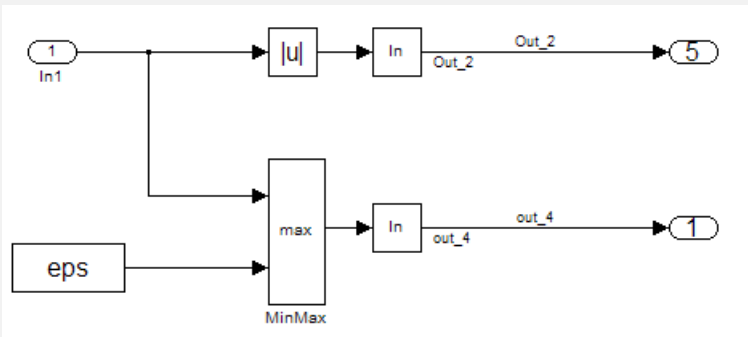 1
In1
|u|
ln
Out_2
Out_2
5
eps
max
MinMax
ln
out_4
out_4
1